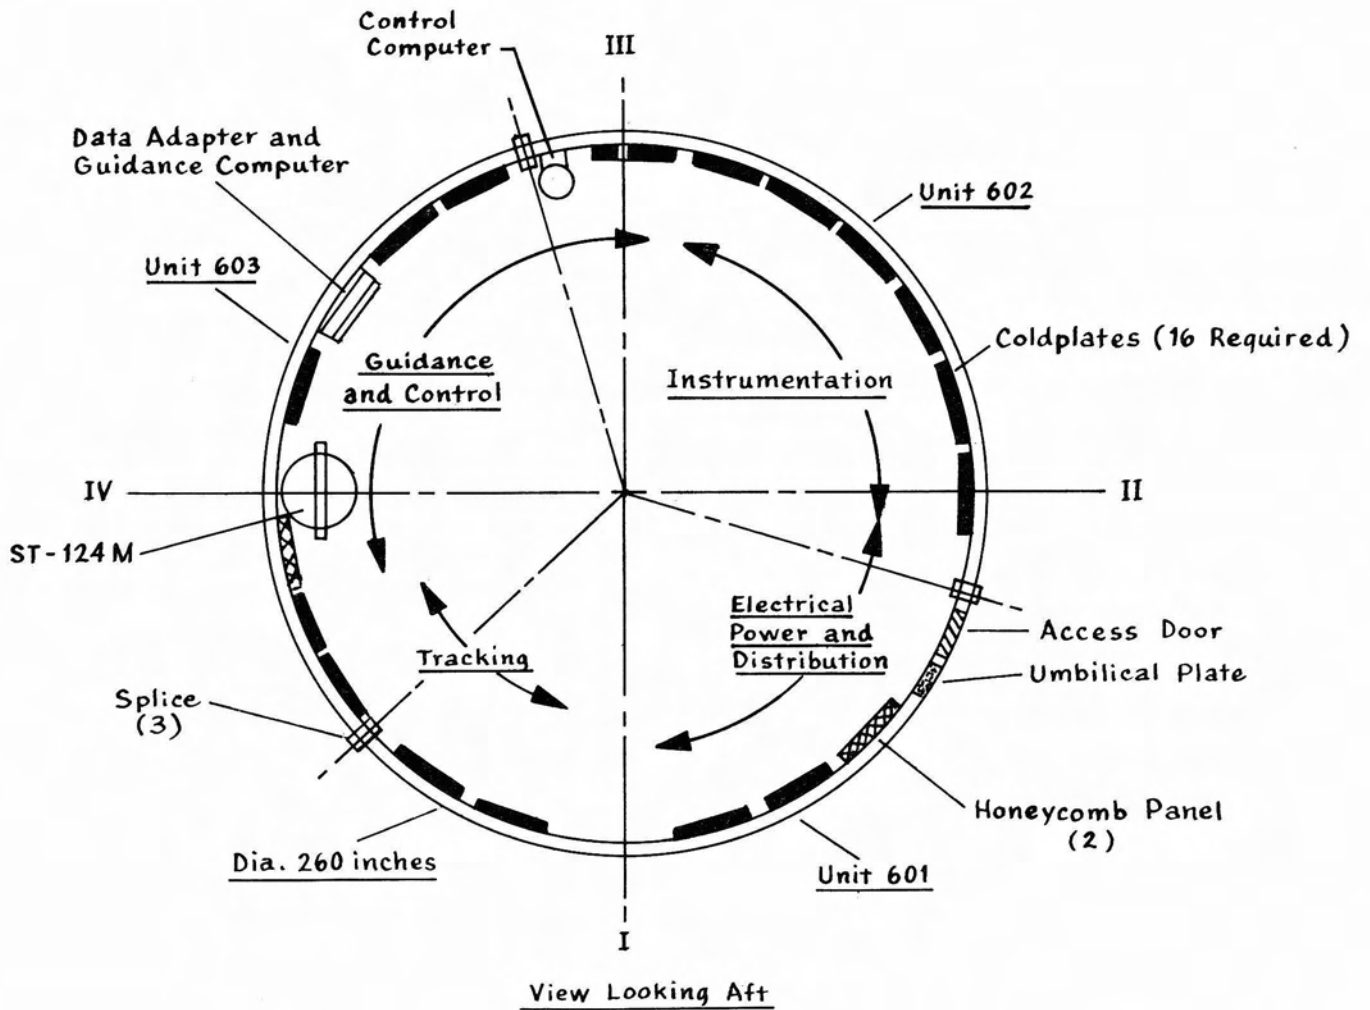 Control
Computer
III
Data Adapter and
Guidance Computer
Unit 602
Unit 603
Coldplates (16 Required)
Guidance
and Control
Instrumentation
IV
II
ST-124M
Electrical
Power and
Distribution
Access Door
Tracking
Umbilical Plate
Splice
(3)
Honeycomb Panel
(2)
Dia. 260 inches
Unit 601
I
View Looking Aft